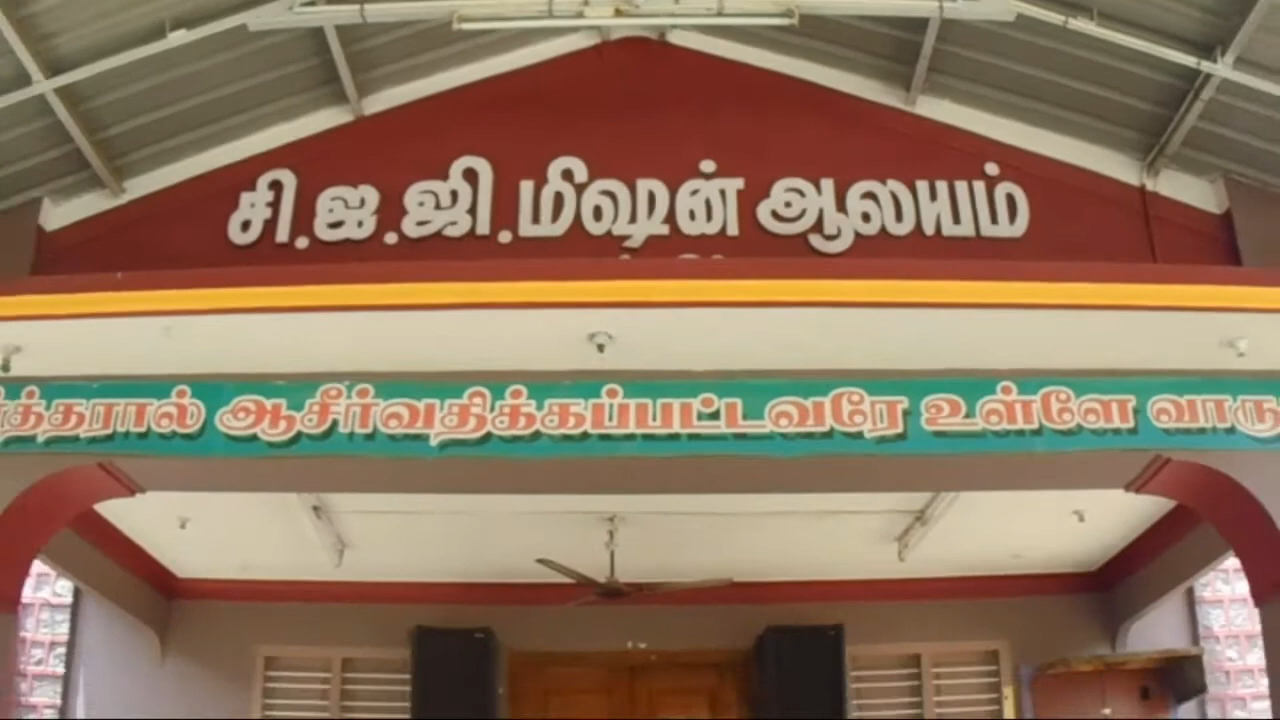 சி.ஐ.ஜி.மிஷன் ஆலயம்
ஆசீர்வதிக்கப்பட்டவரே உள்ளே